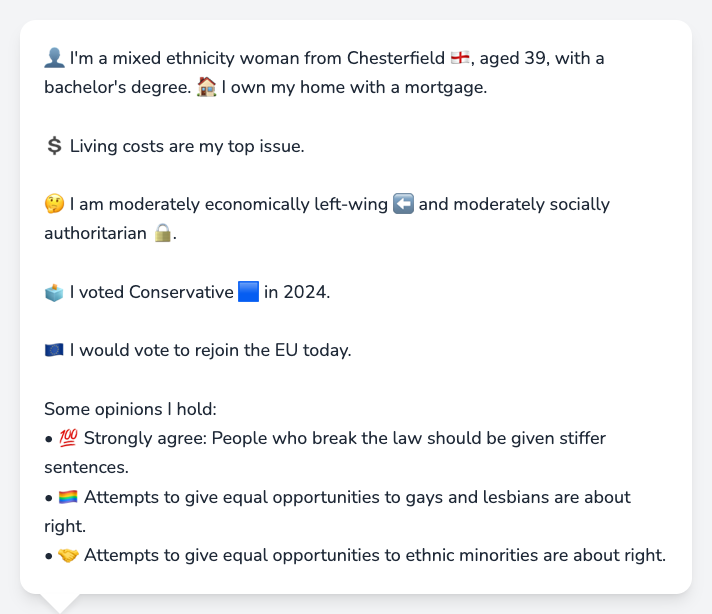 👤 I'm a mixed ethnicity woman from Chesterfield 🏴󠁧󠁢󠁥󠁮󠁧󠁿, aged 39, with a
bachelor's degree. 🏠 I own my home with a mortgage.
💲 Living costs are my top issue.
🤔 I am moderately economically left-wing ⬅️ and moderately socially
authoritarian 🔒.
🗳️ I voted Conservative 🟦 in 2024.
🇪🇺 I would vote to rejoin the EU today.
Some opinions I hold:
• 💯 Strongly agree: People who break the law should be given stiffer
sentences.
• 🏳️‍🌈 Attempts to give equal opportunities to gays and lesbians are about
right.
• 🤝 Attempts to give equal opportunities to ethnic minorities are about right.